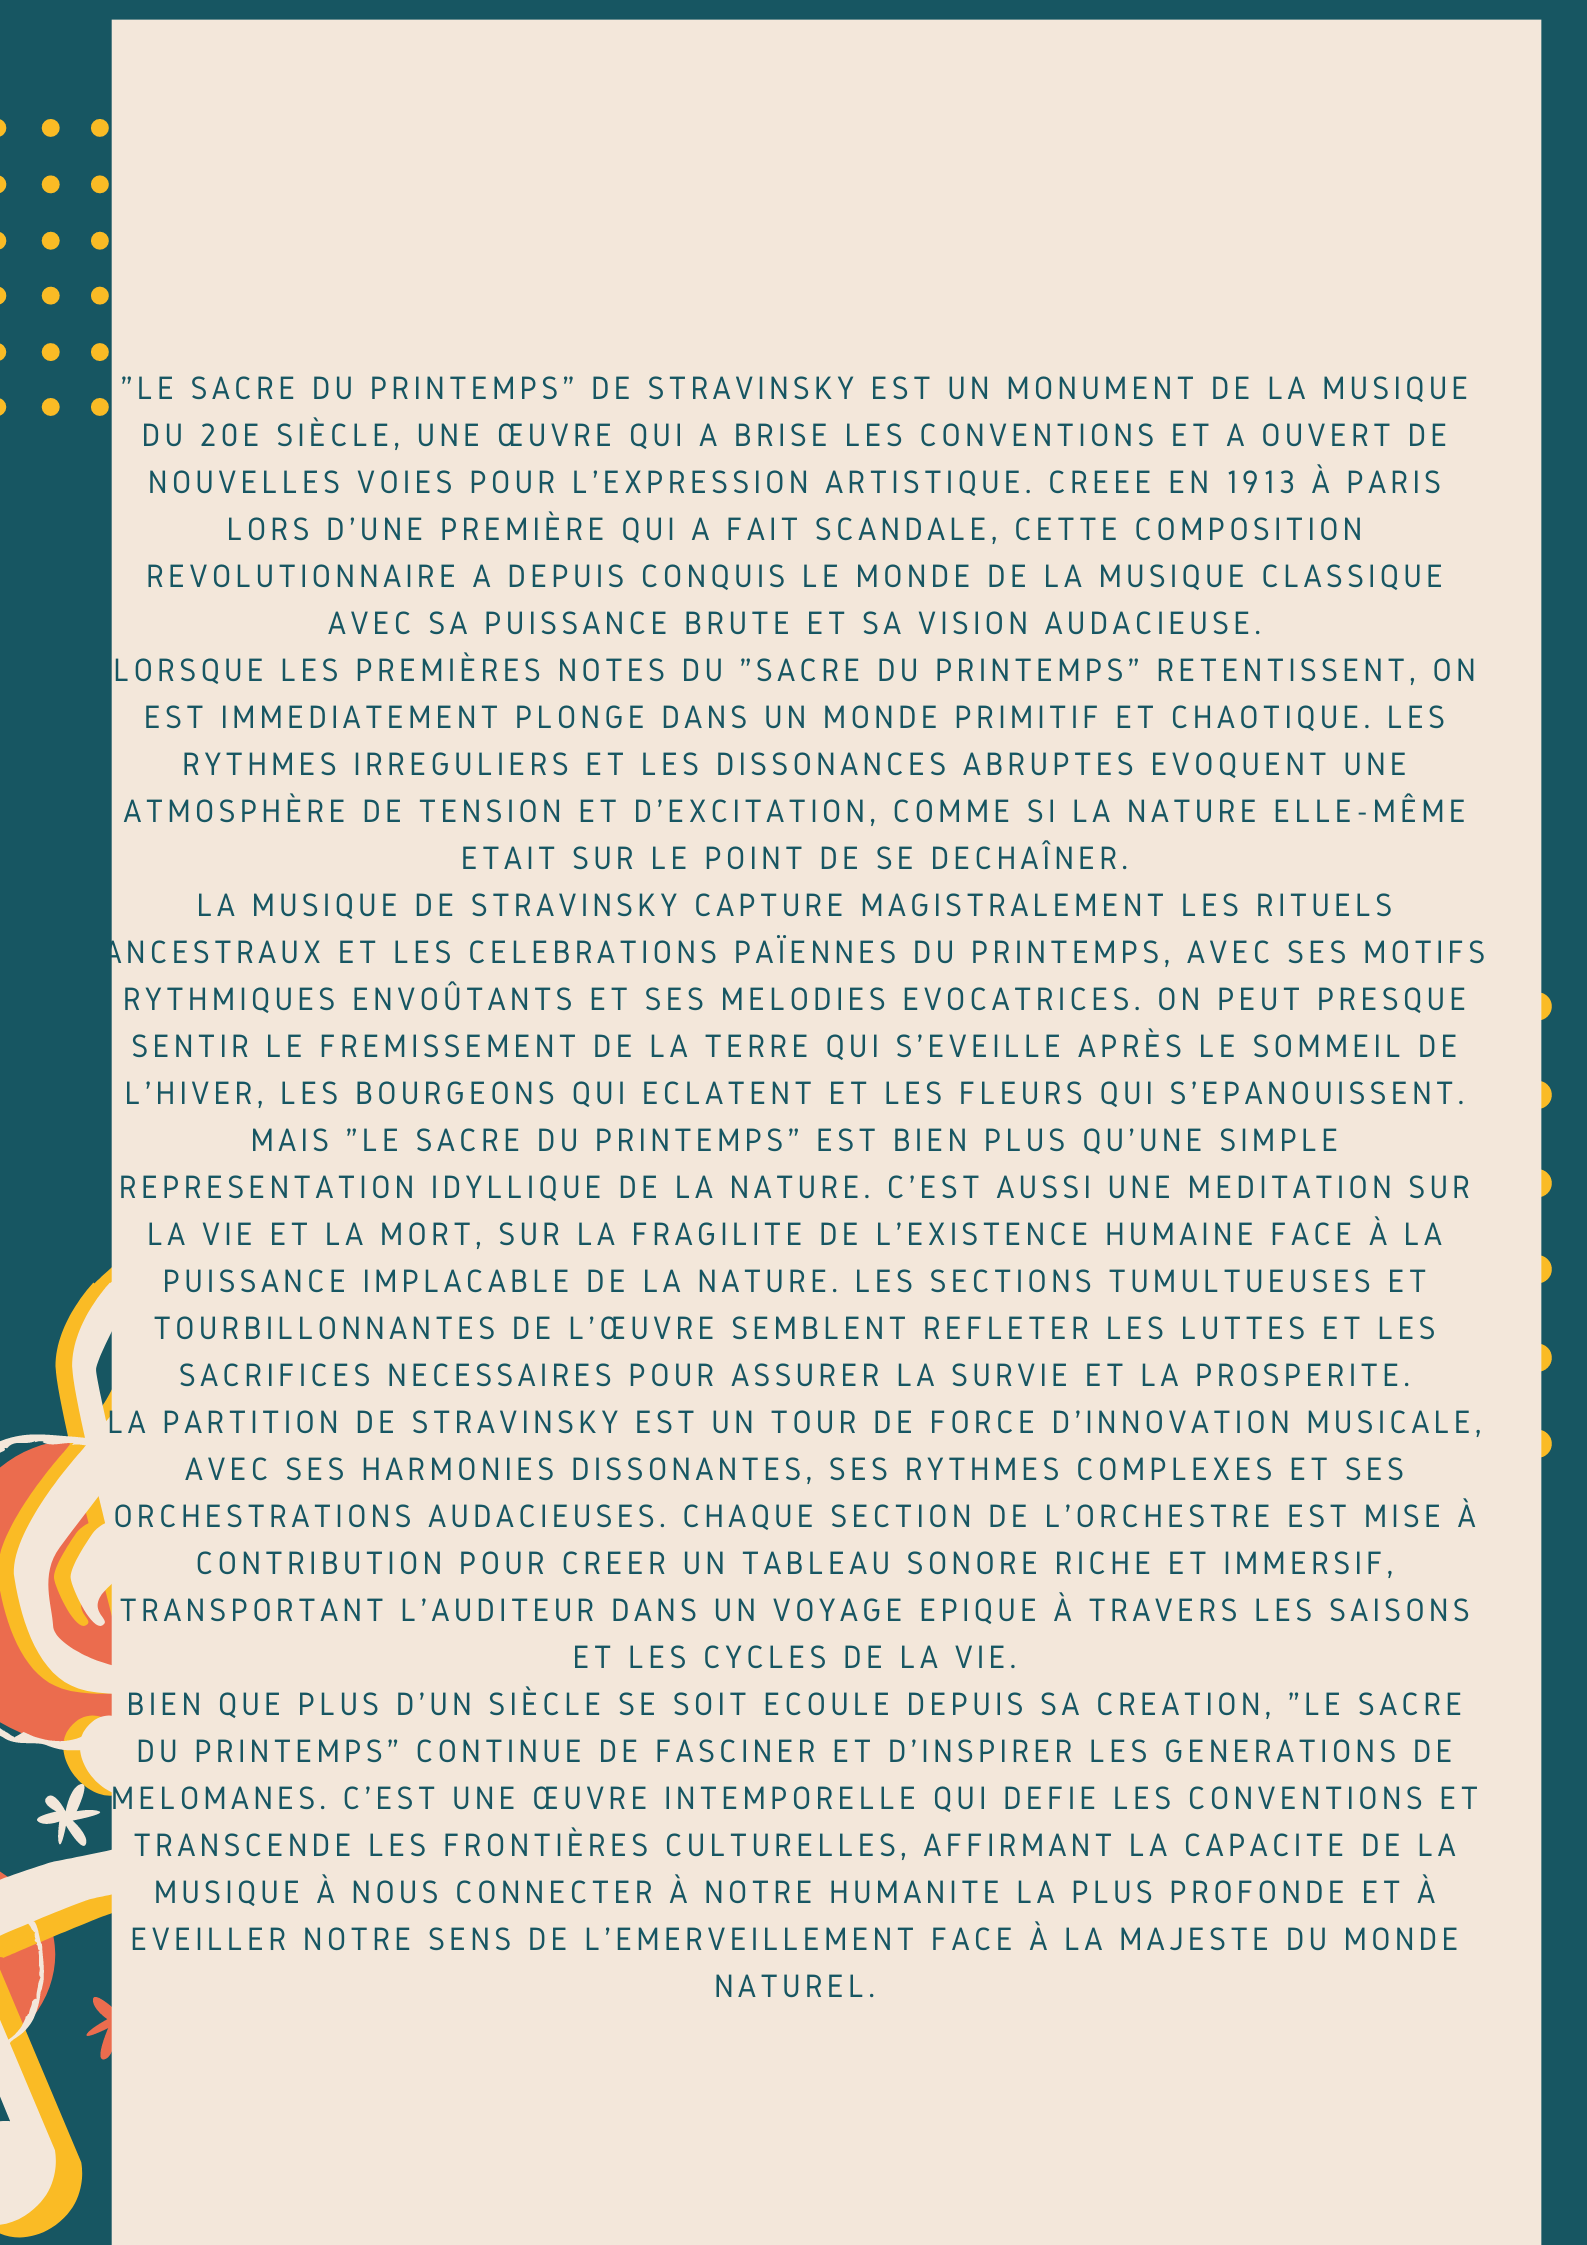 ”LE SACRE DU PRINTEMPS” DE STRAVINSKY EST UN MONUMENT DE LA MUSIQUE
DU 20E SIÈCLE, UNE ŒUVRE QUI A BRISE LES CONVENTIONS ET A OUVERT DE
NOUVELLES VOIES POUR L’EXPRESSION ARTISTIQUE. CREEE EN 1913 À PARIS
LORS D’UNE PREMIÈRE QUI A FAIT SCANDALE, CETTE COMPOSITION
REVOLUTIONNAIRE A DEPUIS CONQUIS LE MONDE DE LA MUSIQUE CLASSIQUE
AVEC SA PUISSANCE BRUTE ET SA VISION AUDACIEUSE.
LORSQUE LES PREMIÈRES NOTES DU ”SACRE DU PRINTEMPS” RETENTISSENT, ON
EST IMMEDIATEMENT PLONGE DANS UN MONDE PRIMITIF ET CHAOTIQUE. LES
RYTHMES IRREGULIERS ET LES DISSONANCES ABRUPTES EVOQUENT UNE
ATMOSPHÈRE DE TENSION ET D’EXCITATION, COMME SI LA NATURE ELLE-MÊME
ETAIT SUR LE POINT DE SE DECHAÎNER.
LA MUSIQUE DE STRAVINSKY CAPTURE MAGISTRALEMENT LES RITUELS
ANCESTRAUX ET LES CELEBRATIONS PAÏENNES DU PRINTEMPS, AVEC SES MOTIFS
RYTHMIQUES ENVOÛTANTS ET SES MELODIES EVOCATRICES. ON PEUT PRESQUE
SENTIR LE FREMISSEMENT DE LA TERRE QUI S’EVEILLE APRÈS LE SOMMEIL DE
L’HIVER, LES BOURGEONS QUI ECLATENT ET LES FLEURS QUI S’EPANOUISSENT.
MAIS ”LE SACRE DU PRINTEMPS” EST BIEN PLUS QU’UNE SIMPLE
REPRESENTATION IDYLLIQUE DE LA NATURE. C’EST AUSSI UNE MEDITATION SUR
LA VIE ET LA MORT, SUR LA FRAGILITE DE L’EXISTENCE HUMAINE FACE À LA
PUISSANCE IMPLACABLE DE LA NATURE. LES SECTIONS TUMULTUEUSES ET
TOURBILLONNANTES DE L’ŒUVRE SEMBLENT REFLETER LES LUTTES ET LES
SACRIFICES NECESSAIRES POUR ASSURER LA SURVIE ET LA PROSPERITE.
LA PARTITION DE STRAVINSKY EST UN TOUR DE FORCE D’INNOVATION MUSICALE,
AVEC SES HARMONIES DISSONANTES, SES RYTHMES COMPLEXES ET SES
ORCHESTRATIONS AUDACIEUSES. CHAQUE SECTION DE L’ORCHESTRE EST MISE À
CONTRIBUTION POUR CREER UN TABLEAU SONORE RICHE ET IMMERSIF,
TRANSPORTANT L’AUDITEUR DANS UN VOYAGE EPIQUE À TRAVERS LES SAISONS
ET LES CYCLES DE LA VIE.
BIEN QUE PLUS D’UN SIÈCLE SE SOIT ECOULE DEPUIS SA CREATION, ”LE SACRE
DU PRINTEMPS” CONTINUE DE FASCINER ET D’INSPIRER LES GENERATIONS DE
MELOMANES. C’EST UNE ŒUVRE INTEMPORELLE QUI DEFIE LES CONVENTIONS ET
TRANSCENDE LES FRONTIÈRES CULTURELLES, AFFIRMANT LA CAPACITE DE LA
MUSIQUE À NOUS CONNECTER À NOTRE HUMANITE LA PLUS PROFONDE ET À
EVEILLER NOTRE SENS DE L’EMERVEILLEMENT FACE À LA MAJESTE DU MONDE
NATUREL.